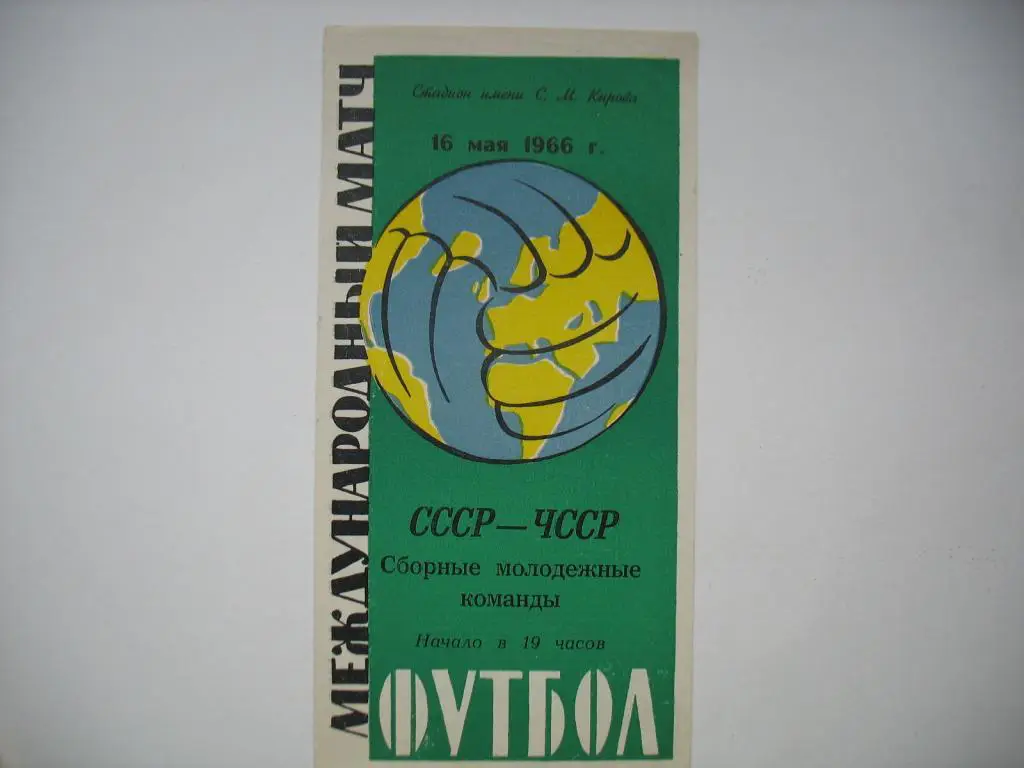 МЕЖДУНАРОДНЫЙ МАТЧ
Стадион имени С. М. Кирова
16 мая 1966 г.
СССР — ЧССР
Сборные молодежные
команды
Начало в 19 часов
ФУТБОЛ